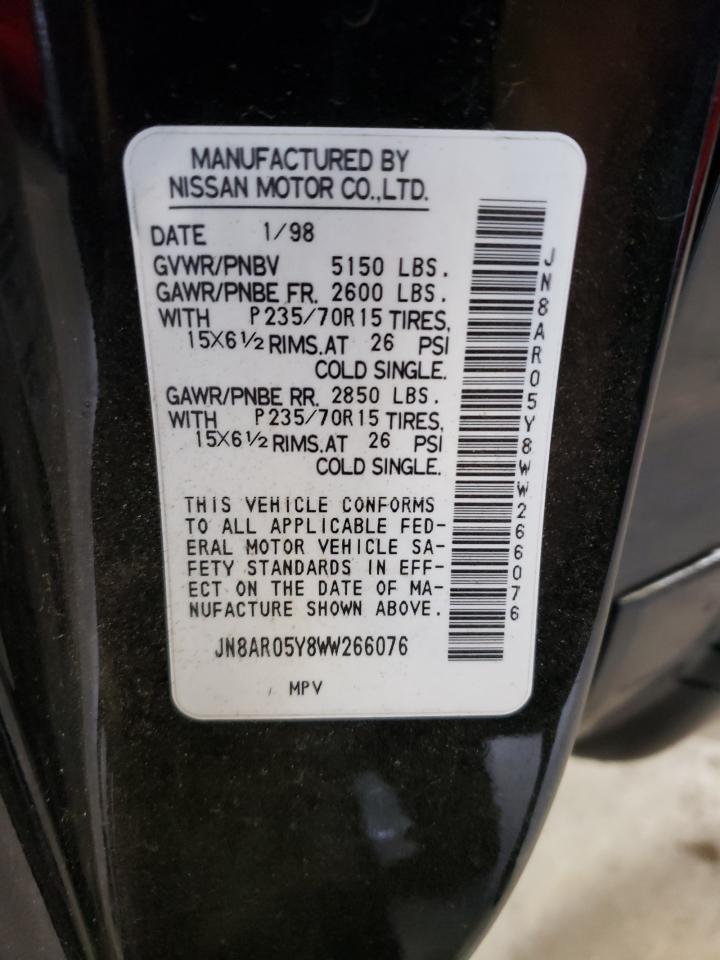 MANUFACTURED BY
NISSAN MOTOR CO.,LTD.
DATE 1/98
GVWR/PNBV 5150 LBS.
GAWR/PNBE FR. 2600 LBS.
WITH P235/70R15 TIRES,
15X6½ RIMS.AT 26 PSI
COLD SINGLE.
GAWR/PNBE RR. 2850 LBS.
WITH P235/70R15 TIRES,
15X6½ RIMS.AT 26 PSI
COLD SINGLE.
THIS VEHICLE CONFORMS
TO ALL APPLICABLE FED-
ERAL MOTOR VEHICLE SA-
FETY STANDARDS IN EFF-
ECT ON THE DATE OF MA-
NUFACTURE SHOWN ABOVE.
JN8AR05Y8WW266076
MPV
JN8AR05Y8WW266076